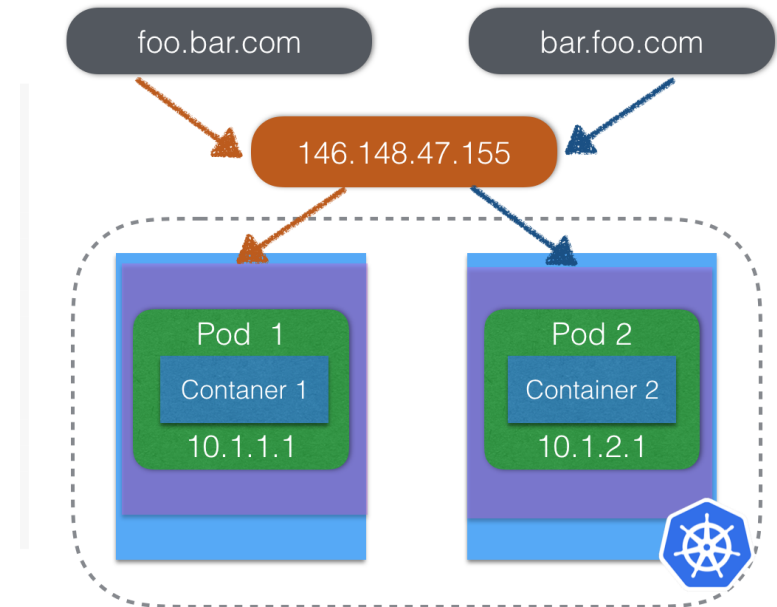 foo.bar.com
bar.foo.com
146.148.47.155
Pod 1
Contaner 1
10.1.1.1
Pod 2
Container 2
10.1.2.1